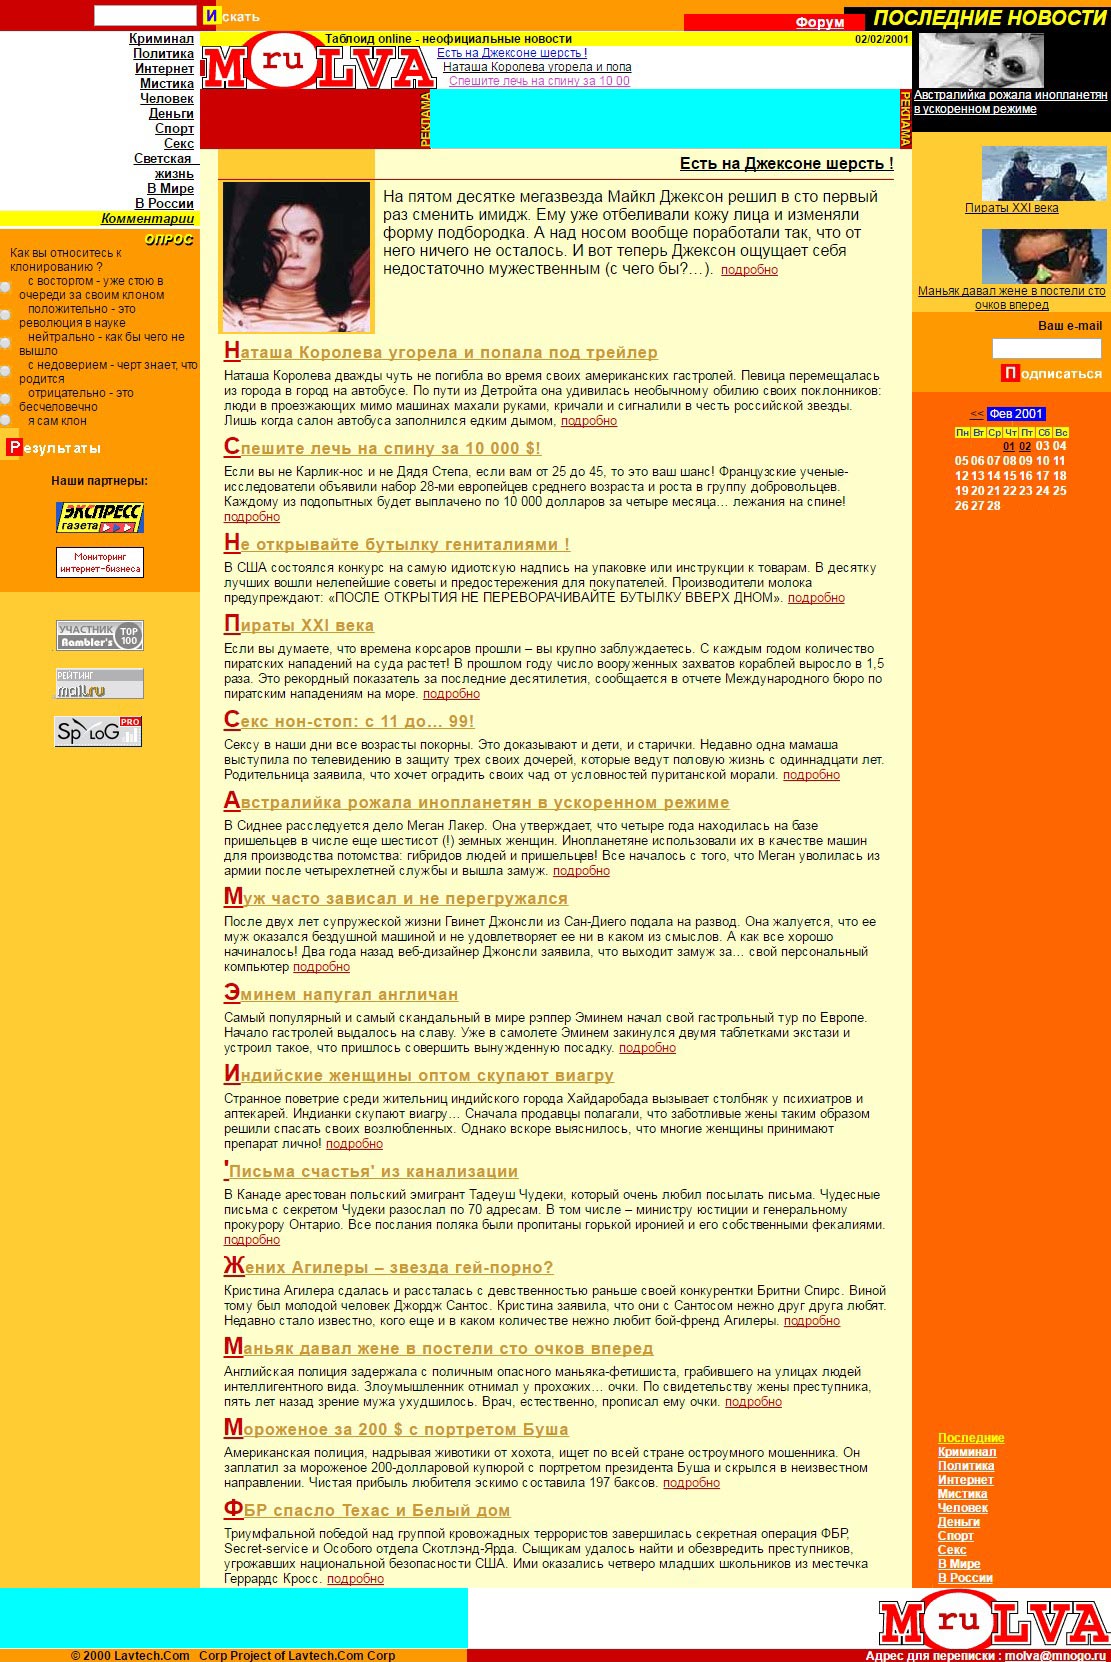 Искать
Форум
ПОСЛЕДНИЕ НОВОСТИ
Криминал
Политика
Интернет
Мистика
Человек
Деньги
Спорт
Секс
Светская
жизнь
В Мире
В России
Комментарии
Таблоид online - неофициальные новости
02/02/2001
MOLVA
ru
Есть на Джексоне шерсть !
Наташа Королева угорела и попа
Спешите лечь на спину за 10 00
РЕКЛАМА
РЕКЛАМА
Австралийка рожала инопланетян
в ускоренном режиме
Пираты XXI века
Маньяк давал жене в постели сто
очков вперед
Ваш e-mail
Подписаться
<< Фев 2001
Пн Вт Ср Чт Пт Сб Вс
01 02 03 04
05 06 07 08 09 10 11
12 13 14 15 16 17 18
19 20 21 22 23 24 25
26 27 28
опрос
Как вы относитесь к
клонированию ?
с восторгом - уже стою в
очереди за своим клоном
положительно - это
революция в науке
нейтрально - как бы чего не
вышло
с недоверием - черт знает, что
родится
отрицательно - это
бесчеловечно
я сам клон
Результаты
Наши партнеры:
ЭКСПРЕСС
газета
Мониторинг
интернет-бизнеса
УЧАСТНИК
Rambler's
TOP
100
РЕЙТИНГ
mail.ru
SpyLOG
PRO
Есть на Джексоне шерсть !
На пятом десятке мегазвезда Майкл Джексон решил в сто первый
раз сменить имидж. Ему уже отбеливали кожу лица и изменяли
форму подбородка. А над носом вообще поработали так, что от
него ничего не осталось. И вот теперь Джексон ощущает себя
недостаточно мужественным (с чего бы?…). подробно
Наташа Королева угорела и попала под трейлер
Наташа Королева дважды чуть не погибла во время своих американских гастролей. Певица перемещалась
из города в город на автобусе. По пути из Детройта она удивилась необычному обилию своих поклонников:
люди в проезжающих мимо машинах махали руками, кричали и сигналили в честь российской звезды.
Лишь когда салон автобуса заполнился едким дымом, подробно
Спешите лечь на спину за 10 000 $!
Если вы не Карлик-нос и не Дядя Степа, если вам от 25 до 45, то это ваш шанс! Французские ученые-
исследователи объявили набор 28-ми европейцев среднего возраста и роста в группу добровольцев.
Каждому из подопытных будет выплачено по 10 000 долларов за четыре месяца… лежания на спине!
подробно
Не открывайте бутылку гениталиями !
В США состоялся конкурс на самую идиотскую надпись на упаковке или инструкции к товарам. В десятку
лучших вошли нелепейшие советы и предостережения для покупателей. Производители молока
предупреждают: «ПОСЛЕ ОТКРЫТИЯ НЕ ПЕРЕВОРАЧИВАЙТЕ БУТЫЛКУ ВВЕРХ ДНОМ». подробно
Пираты XXI века
Если вы думаете, что времена корсаров прошли – вы крупно заблуждаетесь. С каждым годом количество
пиратских нападений на суда растет! В прошлом году число вооруженных захватов кораблей выросло в 1,5
раза. Это рекордный показатель за последние десятилетия, сообщается в отчете Международного бюро по
пиратским нападениям на море. подробно
Секс нон-стоп: с 11 до… 99!
Сексу в наши дни все возрасты покорны. Это доказывают и дети, и старички. Недавно одна мамаша
выступила по телевидению в защиту трех своих дочерей, которые ведут половую жизнь с одиннадцати лет.
Родительница заявила, что хочет оградить своих чад от условностей пуританской морали. подробно
Австралийка рожала инопланетян в ускоренном режиме
В Сиднее расследуется дело Меган Лакер. Она утверждает, что четыре года находилась на базе
пришельцев в числе еще шестисот (!) земных женщин. Инопланетяне использовали их в качестве машин
для производства потомства: гибридов людей и пришельцев! Все началось с того, что Меган уволилась из
армии после четырехлетней службы и вышла замуж. подробно
Муж часто зависал и не перегружался
После двух лет супружеской жизни Гвинет Джонсли из Сан-Диего подала на развод. Она жалуется, что ее
муж оказался бездушной машиной и не удовлетворяет ее ни в каком из смыслов. А как все хорошо
начиналось! Два года назад веб-дизайнер Джонсли заявила, что выходит замуж за… свой персональный
компьютер подробно
Эминем напугал англичан
Самый популярный и самый скандальный в мире рэппер Эминем начал свой гастрольный тур по Европе.
Начало гастролей выдалось на славу. Уже в самолете Эминем закинулся двумя таблетками экстази и
устроил такое, что пришлось совершить вынужденную посадку. подробно
Индийские женщины оптом скупают виагру
Странное поветрие среди жительниц индийского города Хайдаробада вызывает столбняк у психиатров и
аптекарей. Индианки скупают виагру… Сначала продавцы полагали, что заботливые жены таким образом
решили спасать своих возлюбленных. Однако вскоре выяснилось, что многие женщины принимают
препарат лично! подробно
'Письма счастья' из канализации
В Канаде арестован польский эмигрант Тадеуш Чудеки, который очень любил посылать письма. Чудесные
письма с секретом Чудеки разослал по 70 адресам. В том числе – министру юстиции и генеральному
прокурору Онтарио. Все послания поляка были пропитаны горькой иронией и его собственными фекалиями.
подробно
Жених Агилеры – звезда гей-порно?
Кристина Агилера сдалась и рассталась с девственностью раньше своей конкурентки Бритни Спирс. Виной
тому был молодой человек Джордж Сантос. Кристина заявила, что они с Сантосом нежно друг друга любят.
Недавно стало известно, кого еще и в каком количестве нежно любит бой-френд Агилеры. подробно
Маньяк давал жене в постели сто очков вперед
Английская полиция задержала с поличным опасного маньяка-фетишиста, грабившего на улицах людей
интеллигентного вида. Злоумышленник отнимал у прохожих… очки. По свидетельству жены преступника,
пять лет назад зрение мужа ухудшилось. Врач, естественно, прописал ему очки. подробно
Мороженое за 200 $ с портретом Буша
Американская полиция, надрывая животики от хохота, ищет по всей стране остроумного мошенника. Он
заплатил за мороженое 200-долларовой купюрой с портретом президента Буша и скрылся в неизвестном
направлении. Чистая прибыль любителя эскимо составила 197 баксов. подробно
ФБР спасло Техас и Белый дом
Триумфальной победой над группой кровожадных террористов завершилась секретная операция ФБР,
Secret-service и Особого отдела Скотлэнд-Ярда. Сыщикам удалось найти и обезвредить преступников,
угрожавших национальной безопасности США. Ими оказались четверо младших школьников из местечка
Геррардс Кросс. подробно
Последние
Криминал
Политика
Интернет
Мистика
Человек
Деньги
Спорт
Секс
В Мире
В России
MOLVA
ru
© 2000 Lavtech.Com Corp Project of Lavtech.Com Corp
Адрес для переписки : molva@mnogo.ru